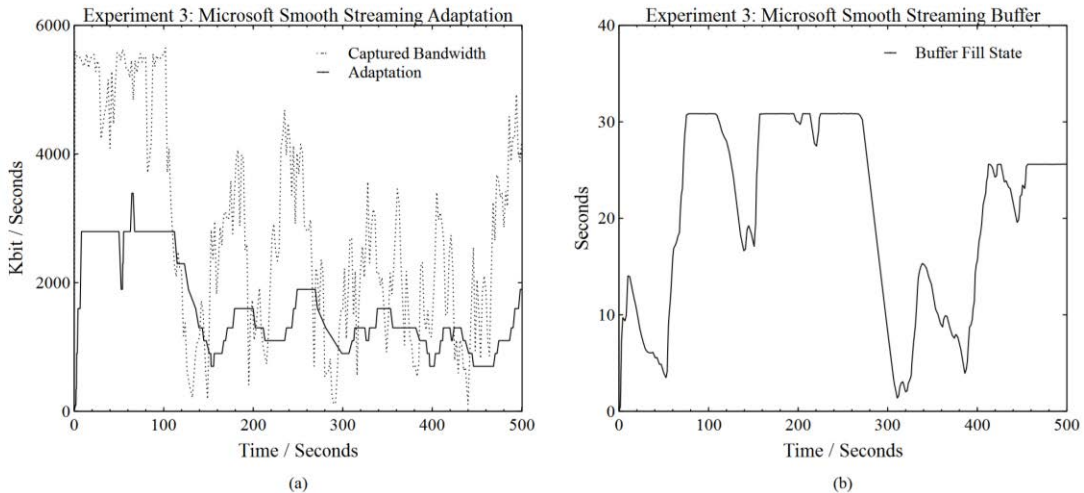 Experiment 3: Microsoft Smooth Streaming Adaptation
6000
4000
2000
0
Kbit / Seconds
Captured Bandwidth
Adaptation
0 100 200 300 400 500
Time / Seconds
(a)
Experiment 3: Microsoft Smooth Streaming Buffer
40
30
20
10
0
Seconds
Buffer Fill State
0 100 200 300 400 500
Time / Seconds
(b)